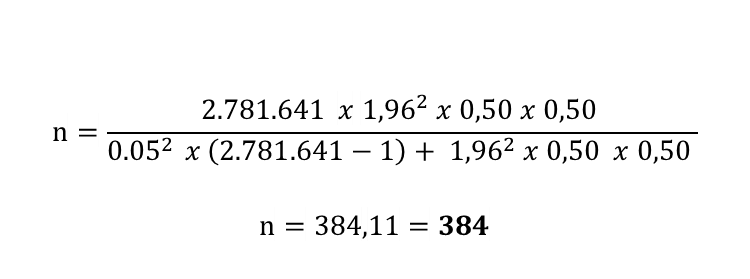 n = 2.781.641 x 1,96² x 0,50 x 0,50
0.05² x (2.781.641 − 1) + 1,96² x 0,50 x 0,50
n = 384,11 = 384